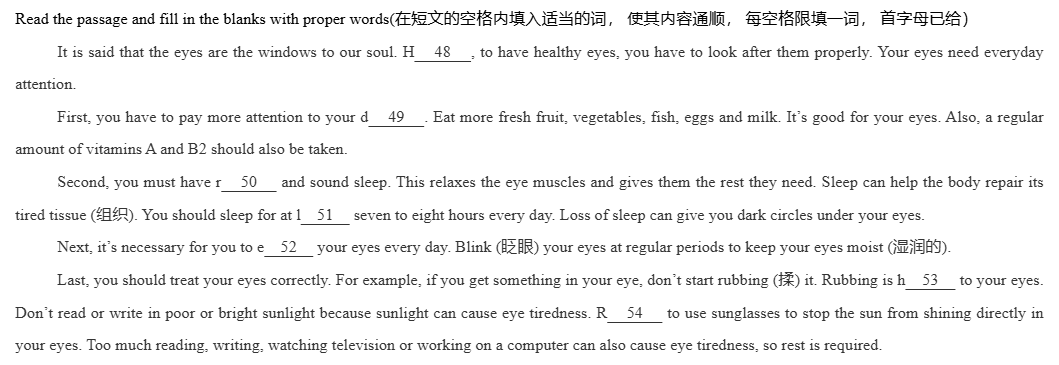 Read the passage and fill in the blanks with proper words(在短文的空格内填入适当的词， 使其内容通顺， 每空格限填一词， 首字母已给)
It is said that the eyes are the windows to our soul. H__48__, to have healthy eyes, you have to look after them properly. Your eyes need everyday
attention.
First, you have to pay more attention to your d__49__. Eat more fresh fruit, vegetables, fish, eggs and milk. It's good for your eyes. Also, a regular
amount of vitamins A and B2 should also be taken.
Second, you must have r__50__ and sound sleep. This relaxes the eye muscles and gives them the rest they need. Sleep can help the body repair its
tired tissue (组织). You should sleep for at l__51__ seven to eight hours every day. Loss of sleep can give you dark circles under your eyes.
Next, it's necessary for you to e__52__ your eyes every day. Blink (眨眼) your eyes at regular periods to keep your eyes moist (湿润的).
Last, you should treat your eyes correctly. For example, if you get something in your eye, don't start rubbing (揉) it. Rubbing is h__53__ to your eyes.
Don't read or write in poor or bright sunlight because sunlight can cause eye tiredness. R__54__ to use sunglasses to stop the sun from shining directly in
your eyes. Too much reading, writing, watching television or working on a computer can also cause eye tiredness, so rest is required.